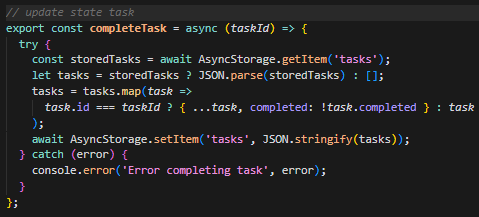 // update state task
export const completeTask = async (taskId) => {
  try {
    const storedTasks = await AsyncStorage.getItem('tasks');
    let tasks = storedTasks ? JSON.parse(storedTasks) : [];
    tasks = tasks.map(task =>
      task.id === taskId ? { ...task, completed: !task.completed } : task
    );
    await AsyncStorage.setItem('tasks', JSON.stringify(tasks));
  } catch (error) {
    console.error('Error completing task', error);
  }
};